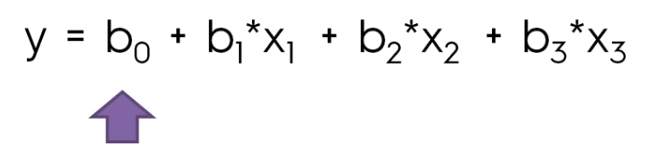 y = b₀ + b₁*x₁ + b₂*x₂ + b₃*x₃